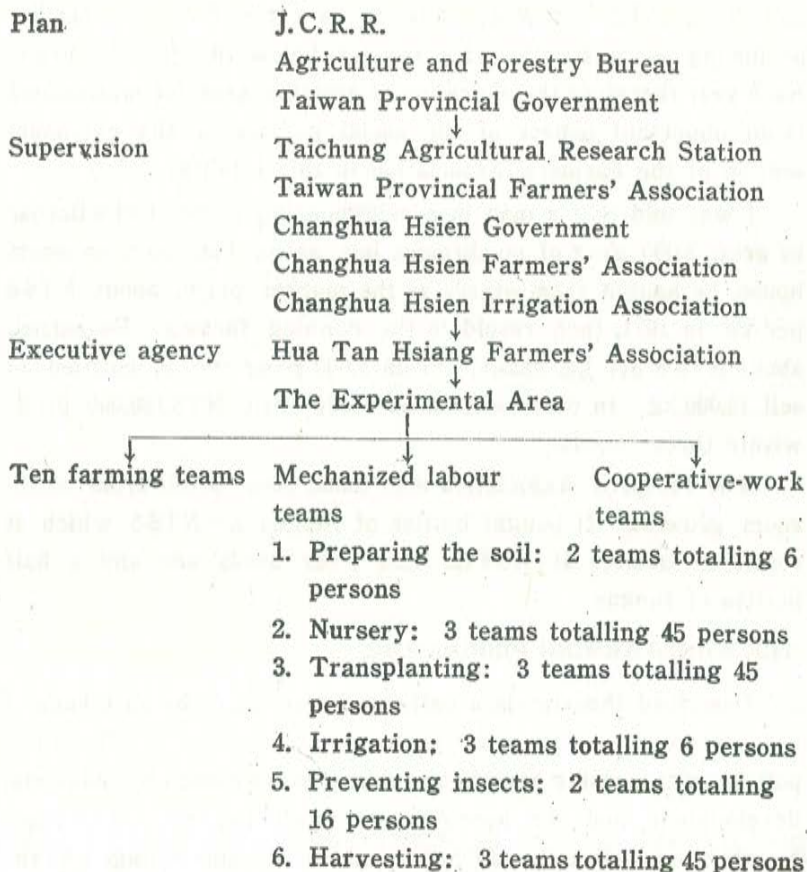 Plan J. C. R. R.
Agriculture and Forestry Bureau
Taiwan Provincial Government
Supervision Taichung Agricultural Research Station
Taiwan Provincial Farmers' Association
Changhua Hsien Government
Changhua Hsien Farmers' Association
Changhua Hsien Irrigation Association
Executive agency Hua Tan Hsiang Farmers' Association
The Experimental Area
Ten farming teams Mechanized labour Cooperative-work
teams teams
1. Preparing the soil: 2 teams totalling 6
persons
2. Nursery: 3 teams totalling 45 persons
3. Transplanting: 3 teams totalling 45
persons
4. Irrigation: 3 teams totalling 6 persons
5. Preventing insects: 2 teams totalling
16 persons
6. Harvesting: 3 teams totalling 45 persons